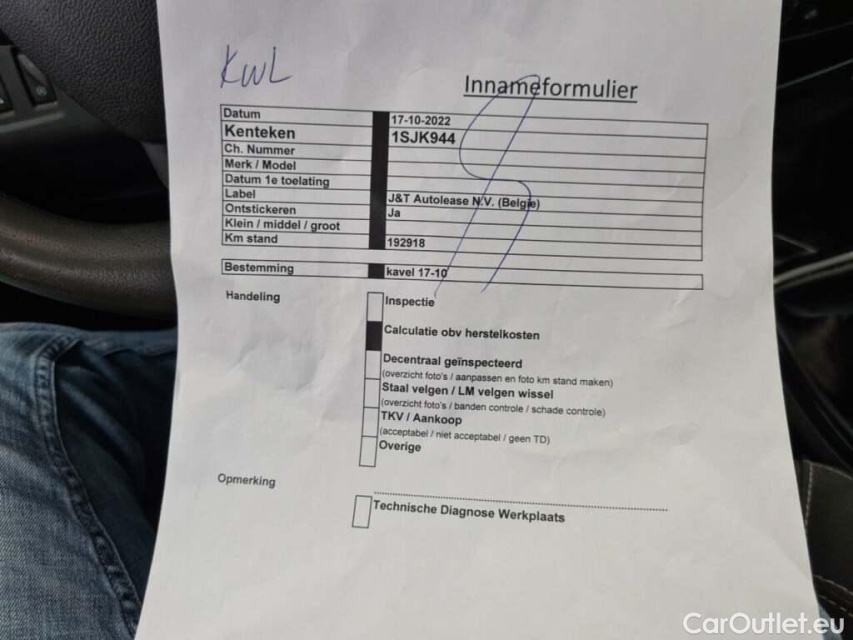 KWL
Innameformulier
Datum 17-10-2022
Kenteken 1SJK944
Ch. Nummer
Merk / Model
Datum 1e toelating
Label J&T Autolease N.V. (Belgie)
Ontstickeren Ja
Klein / middel / groot
Km stand 192918
Bestemming kavel 17-10
Handeling Inspectie
Calculatie obv herstelkosten
Decentraal geïnspecteerd
(overzicht foto's / aanpassen en foto km stand maken)
Staal velgen / LM velgen wissel
(overzicht foto's / banden controle / schade controle)
TKV / Aankoop
(acceptabel / niet acceptabel / geen TD)
Overige
Opmerking
Technische Diagnose Werkplaats
CarOutlet.eu